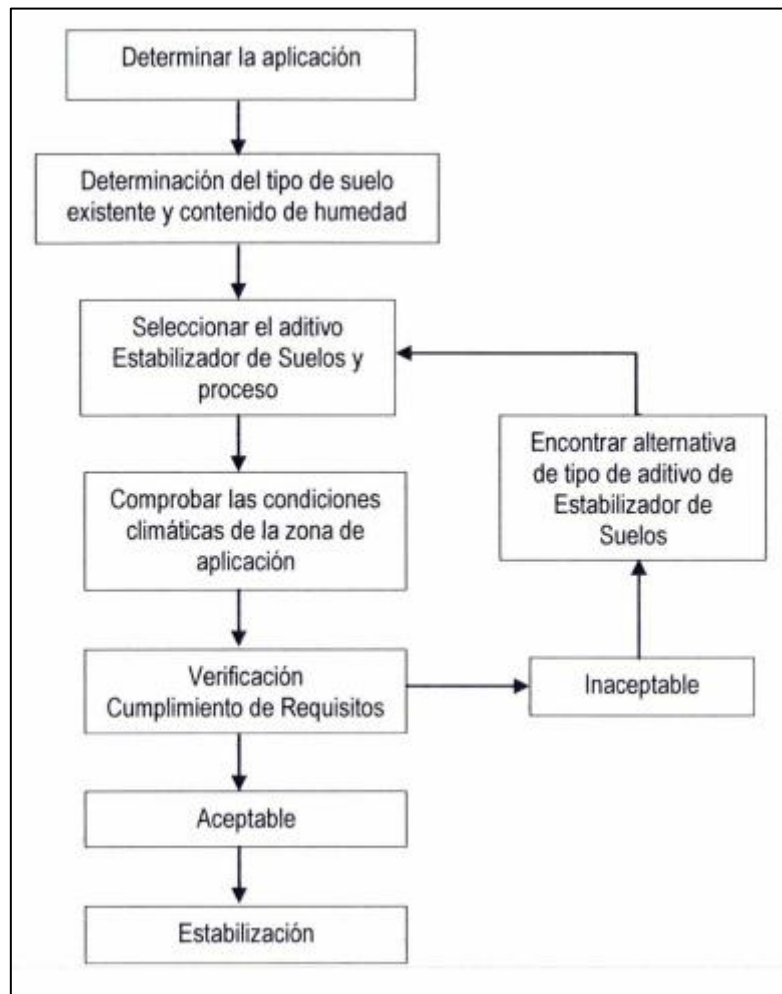 Determinar la aplicación
Determinación del tipo de suelo
existente y contenido de humedad
Seleccionar el aditivo
Estabilizador de Suelos y
proceso
Encontrar alternativa
de tipo de aditivo de
Estabilizador de
Suelos
Comprobar las condiciones
climáticas de la zona de
aplicación
Verificación
Cumplimiento de Requisitos
Inaceptable
Aceptable
Estabilización